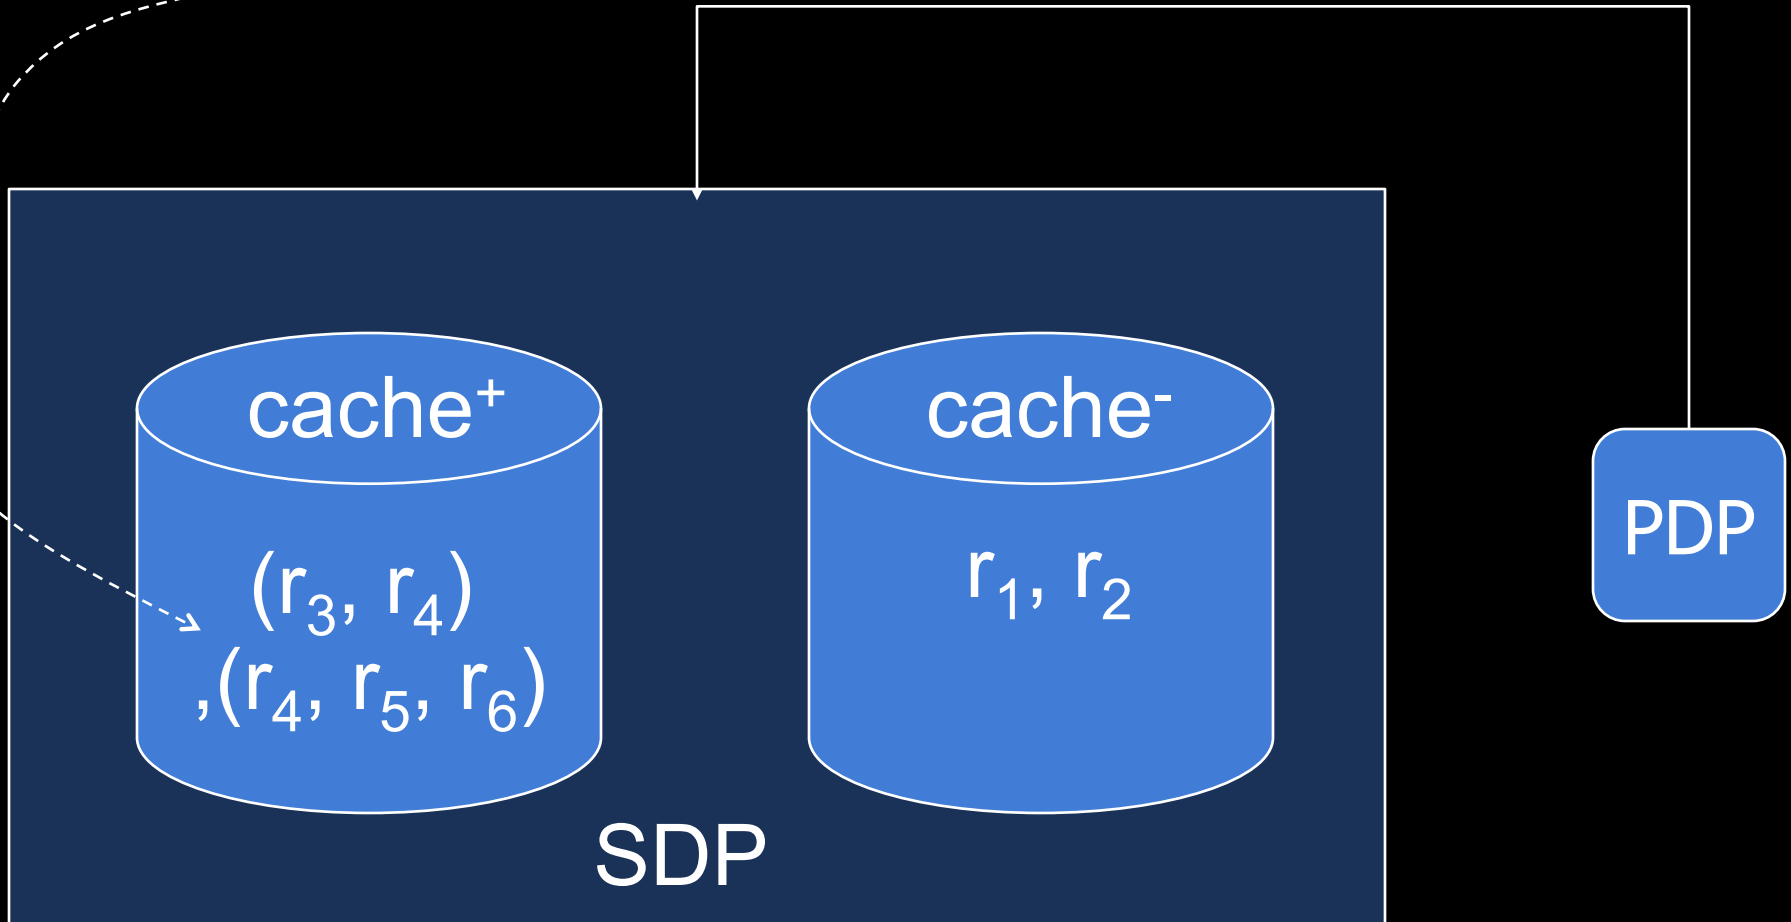 cache⁺
(r₃, r₄)
,(r₄, r₅, r₆)
cache⁻
r₁, r₂
PDP
SDP